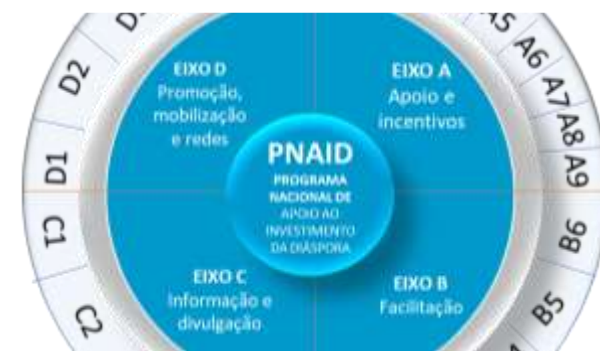 EIXO D
Promoção,
mobilização
e redes
EIXO A
Apoio e
incentivos
PNAID
PROGRAMA
NACIONAL DE
APOIO AO
INVESTIMENTO
DA DIÁSPORA
EIXO C
Informação e
divulgação
EIXO B
Facilitação
D2
D1
C1
C2
A5
A6
A7
A8
A9
B6
B5